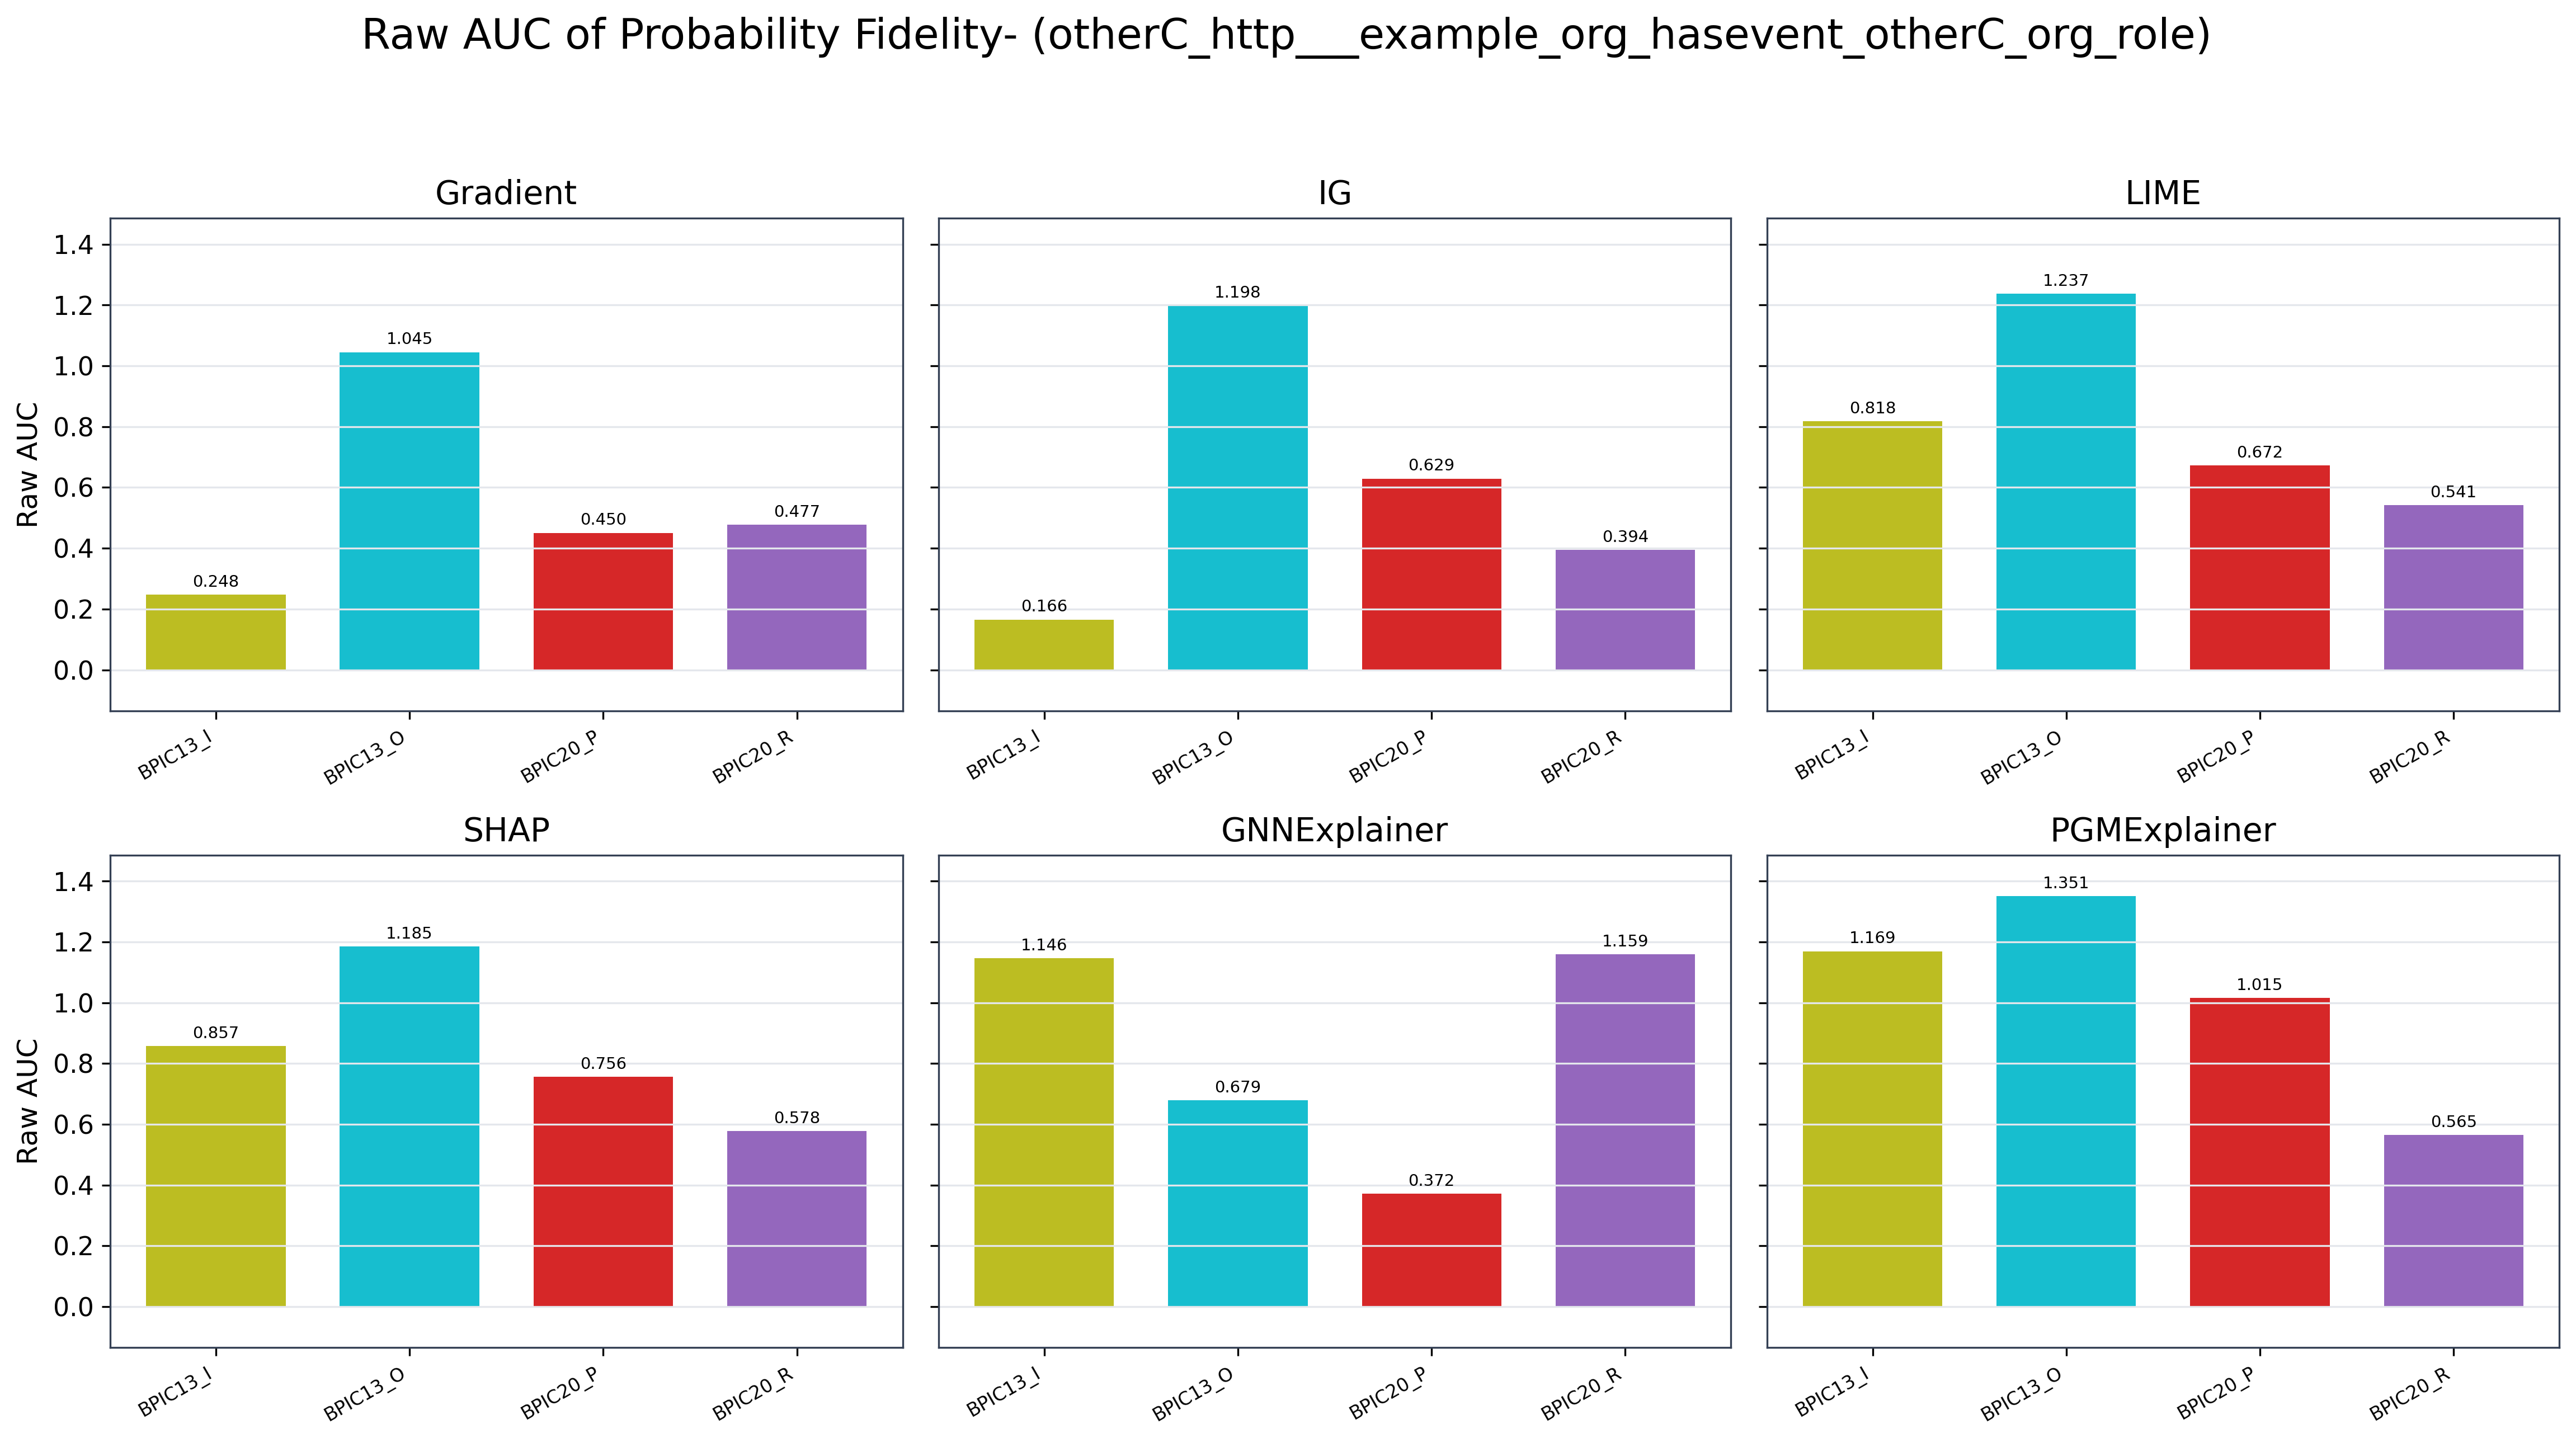 Raw AUC of Probability Fidelity- (otherC_http___example_org_hasevent_otherC_org_role)
Gradient
IG
LIME
Raw AUC
1.4
1.2
1.0
0.8
0.6
0.4
0.2
0.0
0.248
1.045
0.450
0.477
0.166
1.198
0.629
0.394
0.818
1.237
0.672
0.541
BPIC13_I
BPIC13_O
BPIC20_P
BPIC20_R
BPIC13_I
BPIC13_O
BPIC20_P
BPIC20_R
BPIC13_I
BPIC13_O
BPIC20_P
BPIC20_R
SHAP
GNNExplainer
PGMExplainer
Raw AUC
1.4
1.2
1.0
0.8
0.6
0.4
0.2
0.0
0.857
1.185
0.756
0.578
1.146
0.679
0.372
1.159
1.169
1.351
1.015
0.565
BPIC13_I
BPIC13_O
BPIC20_P
BPIC20_R
BPIC13_I
BPIC13_O
BPIC20_P
BPIC20_R
BPIC13_I
BPIC13_O
BPIC20_P
BPIC20_R